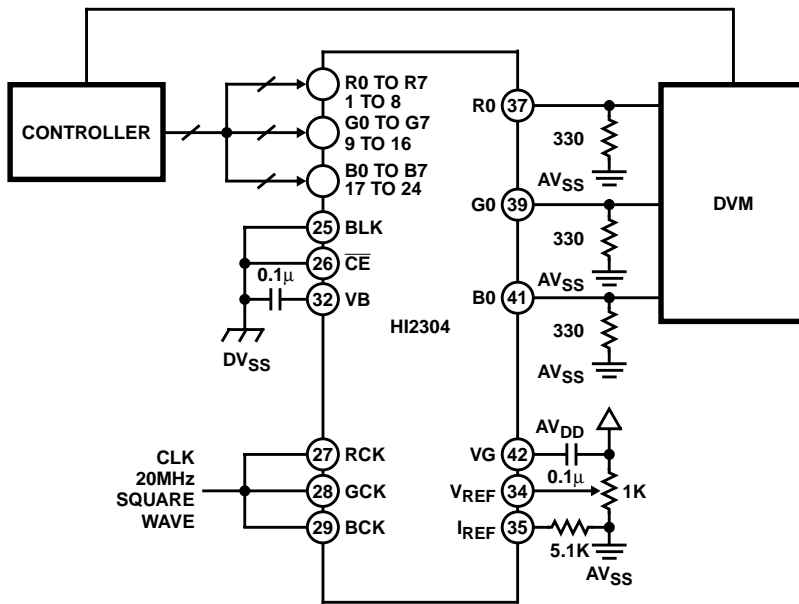 CONTROLLER
R0 TO R7
1 TO 8
G0 TO G7
9 TO 16
B0 TO B7
17 TO 24
25 BLK
26 CE
0.1µ
32 VB
DVSS
HI2304
CLK
20MHz
SQUARE
WAVE
27 RCK
28 GCK
29 BCK
R0 37
330
AVSS
G0 39
330
AVSS
B0 41
330
AVSS
DVM
AVDD
VG 42
0.1µ
VREF 34
1K
IREF 35
5.1K
AVSS